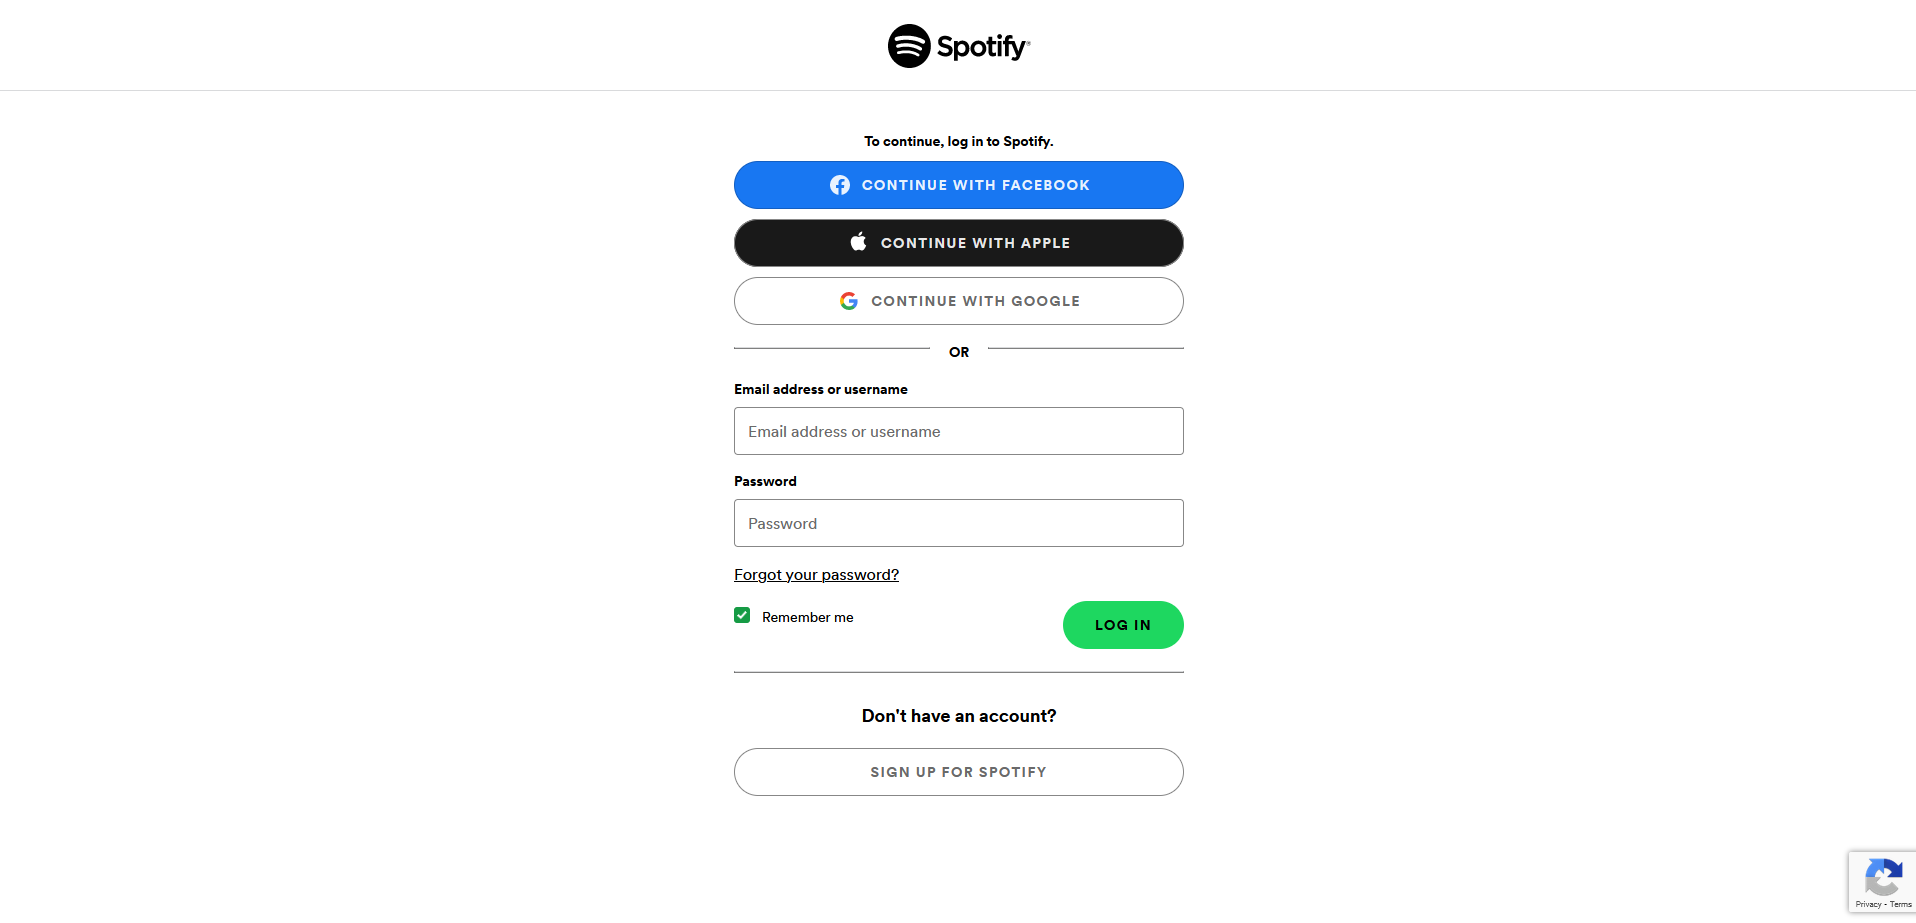 Spotify®
To continue, log in to Spotify.
CONTINUE WITH FACEBOOK
CONTINUE WITH APPLE
CONTINUE WITH GOOGLE
OR
Email address or username
Email address or username
Password
Password
Forgot your password?
Remember me
LOG IN
Don't have an account?
SIGN UP FOR SPOTIFY
Privacy - Terms